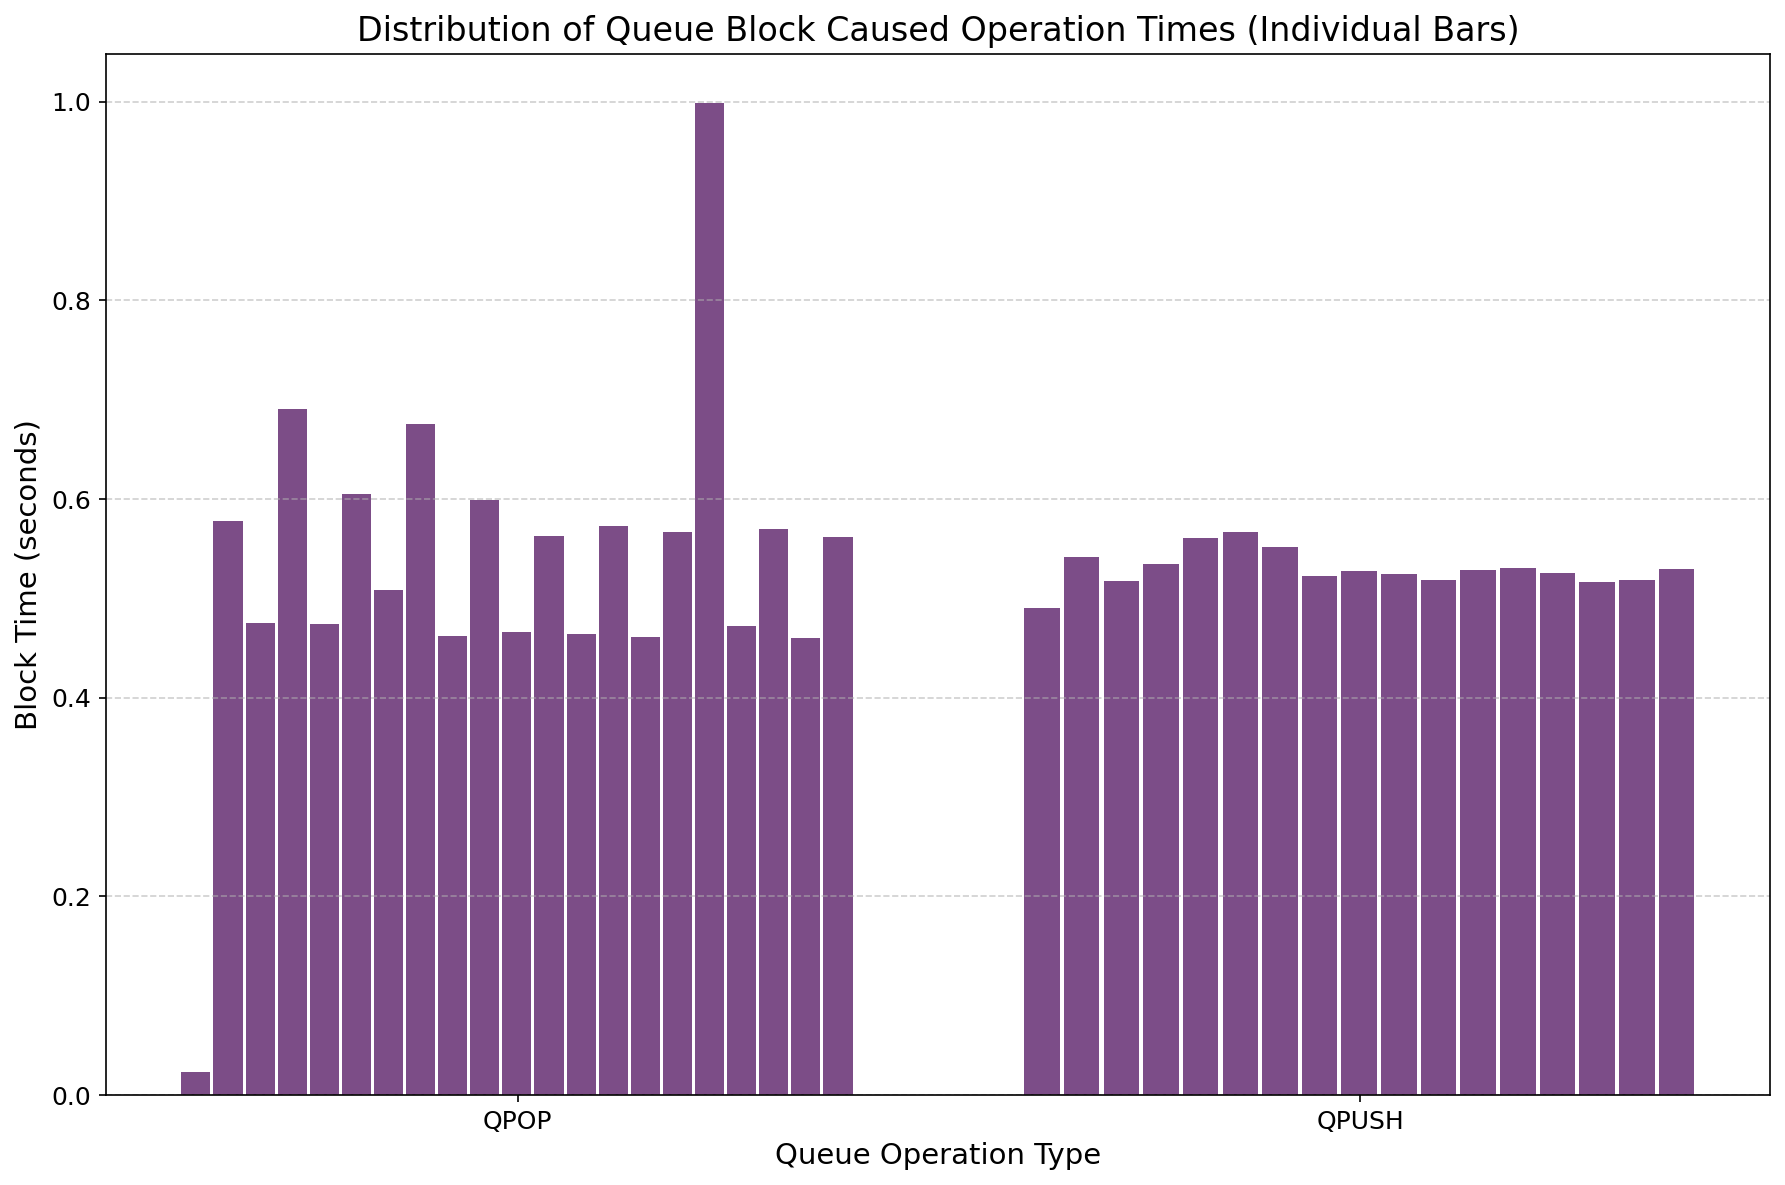 Distribution of Queue Block Caused Operation Times (Individual Bars)
Block Time (seconds)
1.0
0.8
0.6
0.4
0.2
0.0
QPOP QPUSH
Queue Operation Type